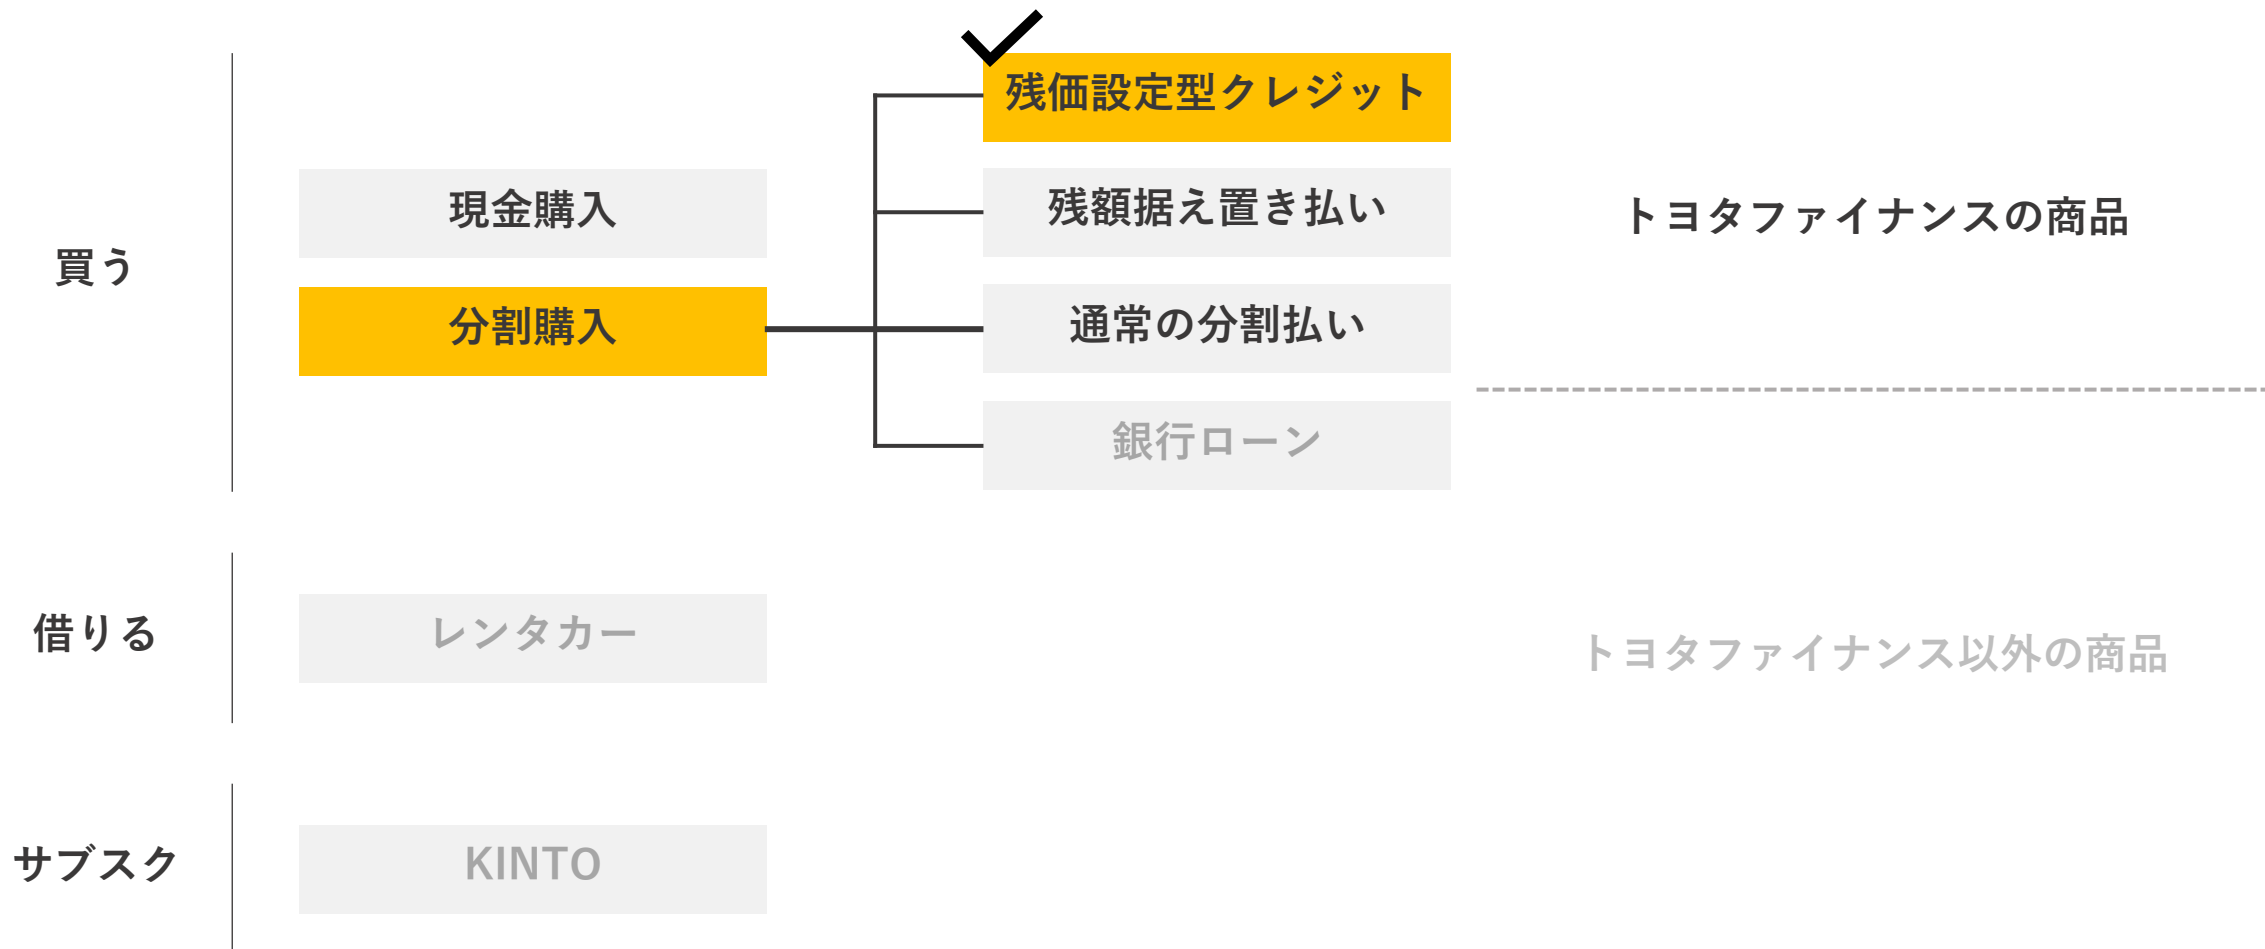 残価設定型クレジット
現金購入
残額据え置き払い
トヨタファイナンスの商品
買う
分割購入
通常の分割払い
銀行ローン
借りる
レンタカー
トヨタファイナンス以外の商品
サブスク
KINTO